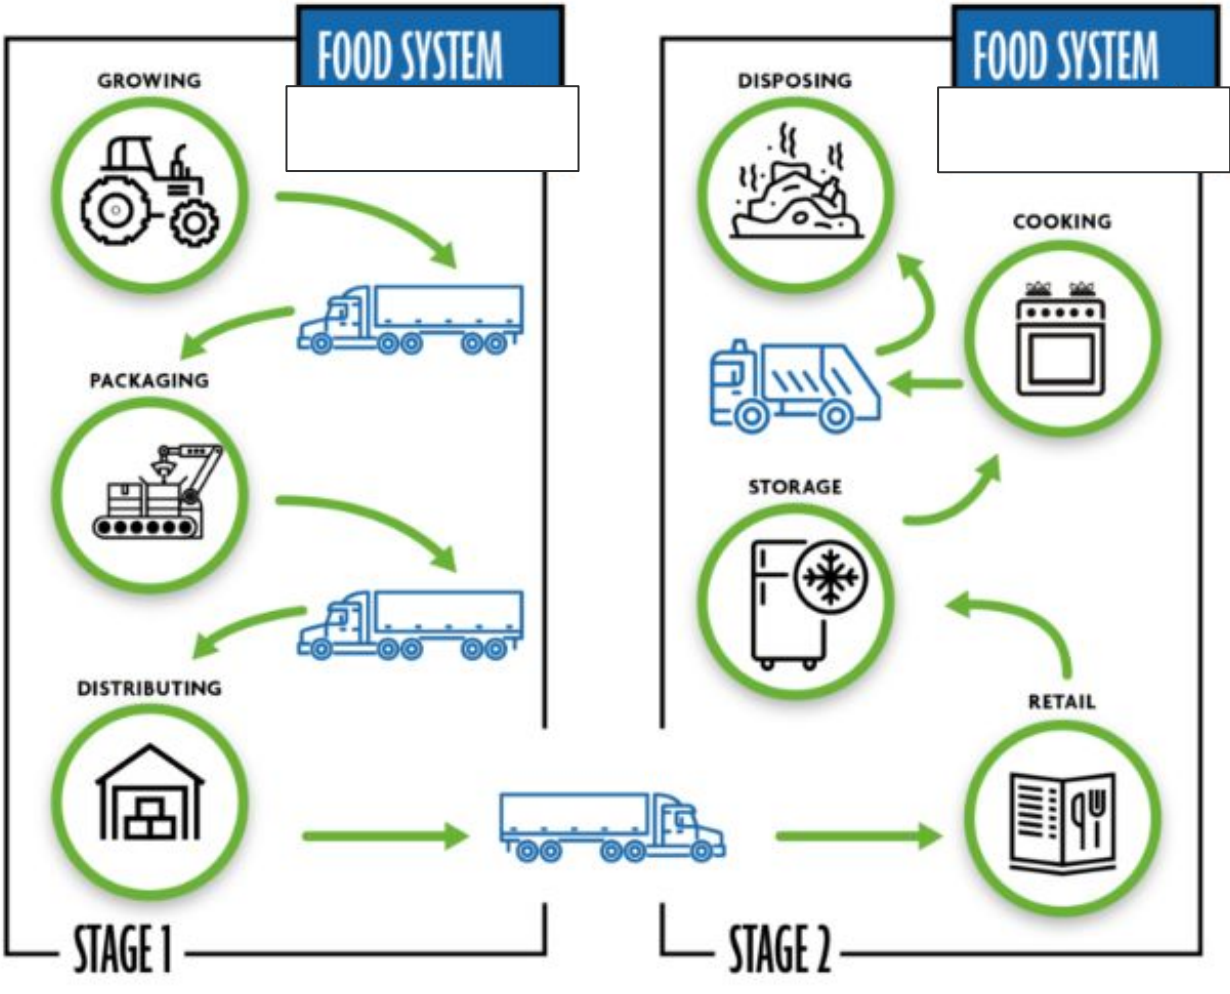 FOOD SYSTEM
GROWING
PACKAGING
DISTRIBUTING
STAGE 1
FOOD SYSTEM
DISPOSING
COOKING
STORAGE
RETAIL
STAGE 2